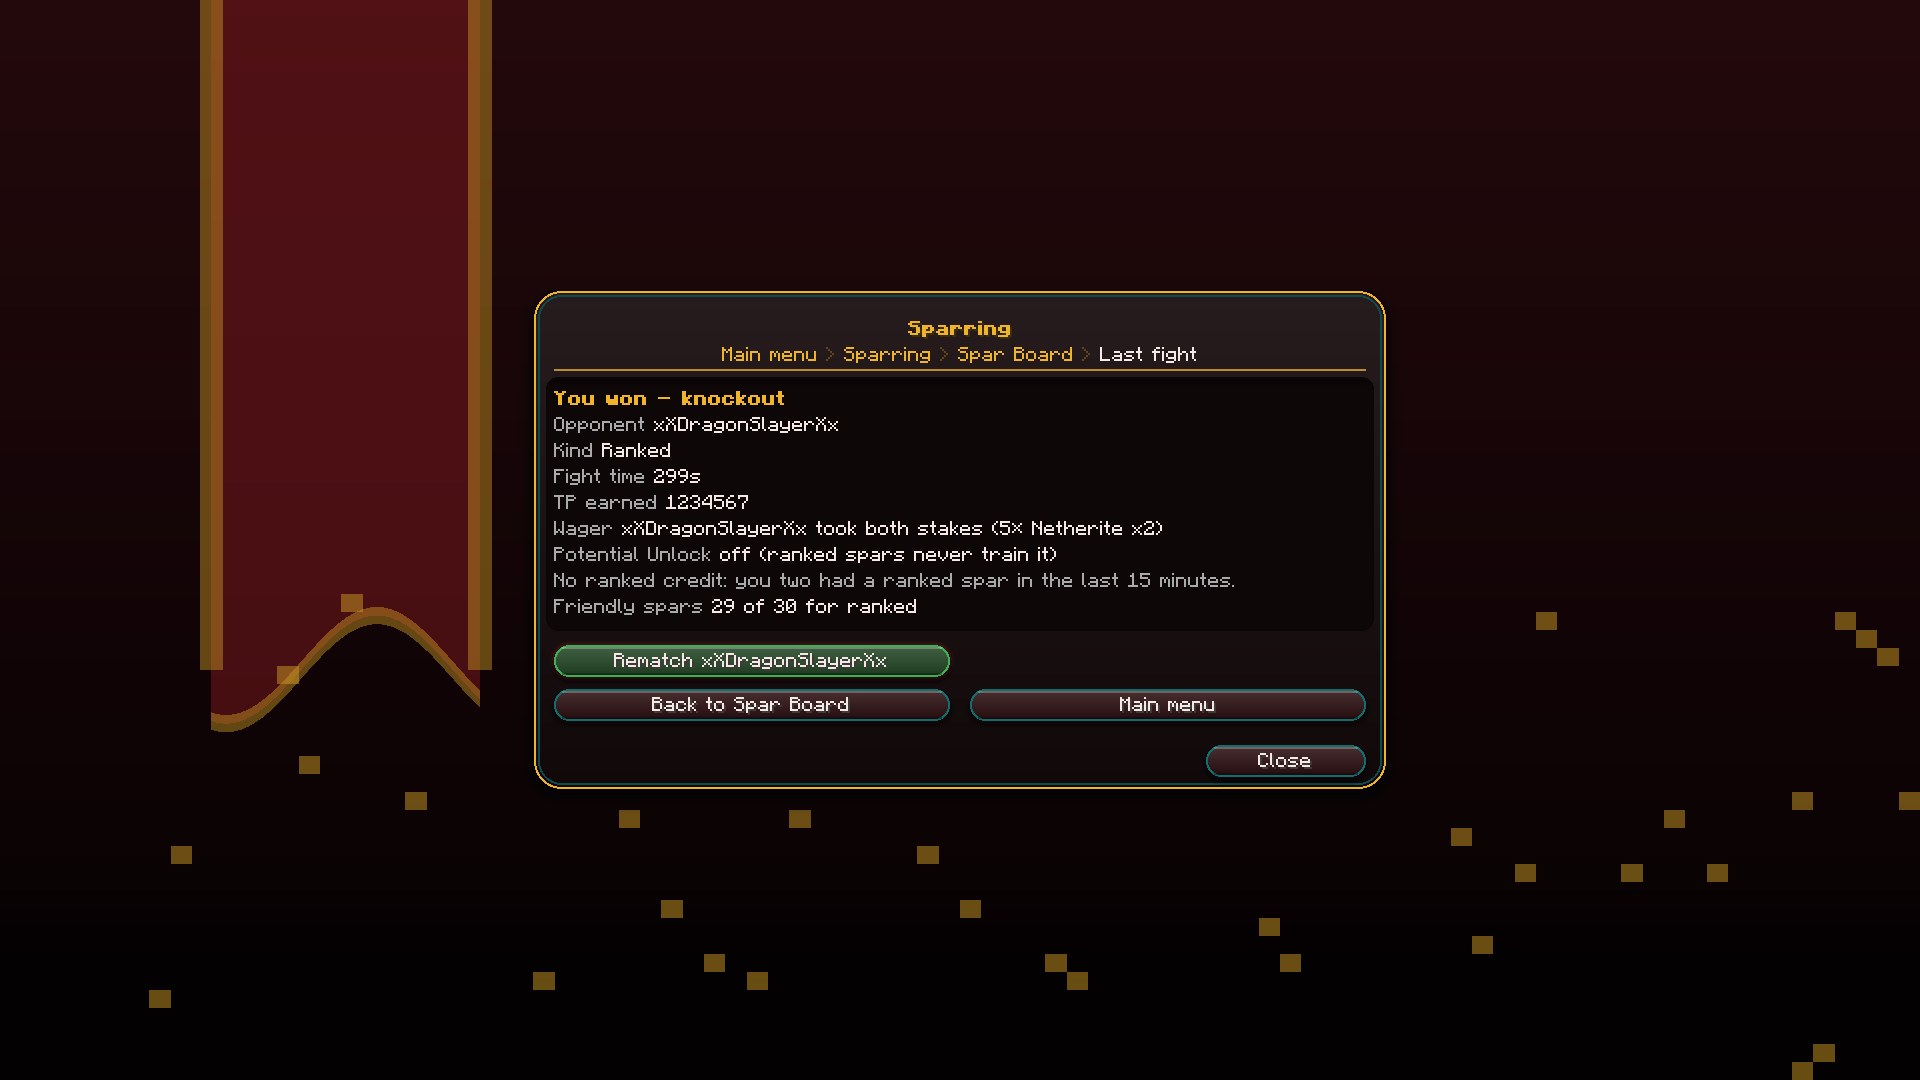 Sparring
Main menu > Sparring > Spar Board > Last fight
You won – knockout
Opponent xXDragonSlayerXx
Kind Ranked
Fight time 299s
TP earned 1234567
Wager xXDragonSlayerXx took both stakes (5× Netherite x2)
Potential Unlock off (ranked spars never train it)
No ranked credit: you two had a ranked spar in the last 15 minutes.
Friendly spars 29 of 30 for ranked
Rematch xXDragonSlayerXx
Back to Spar Board
Main menu
Close